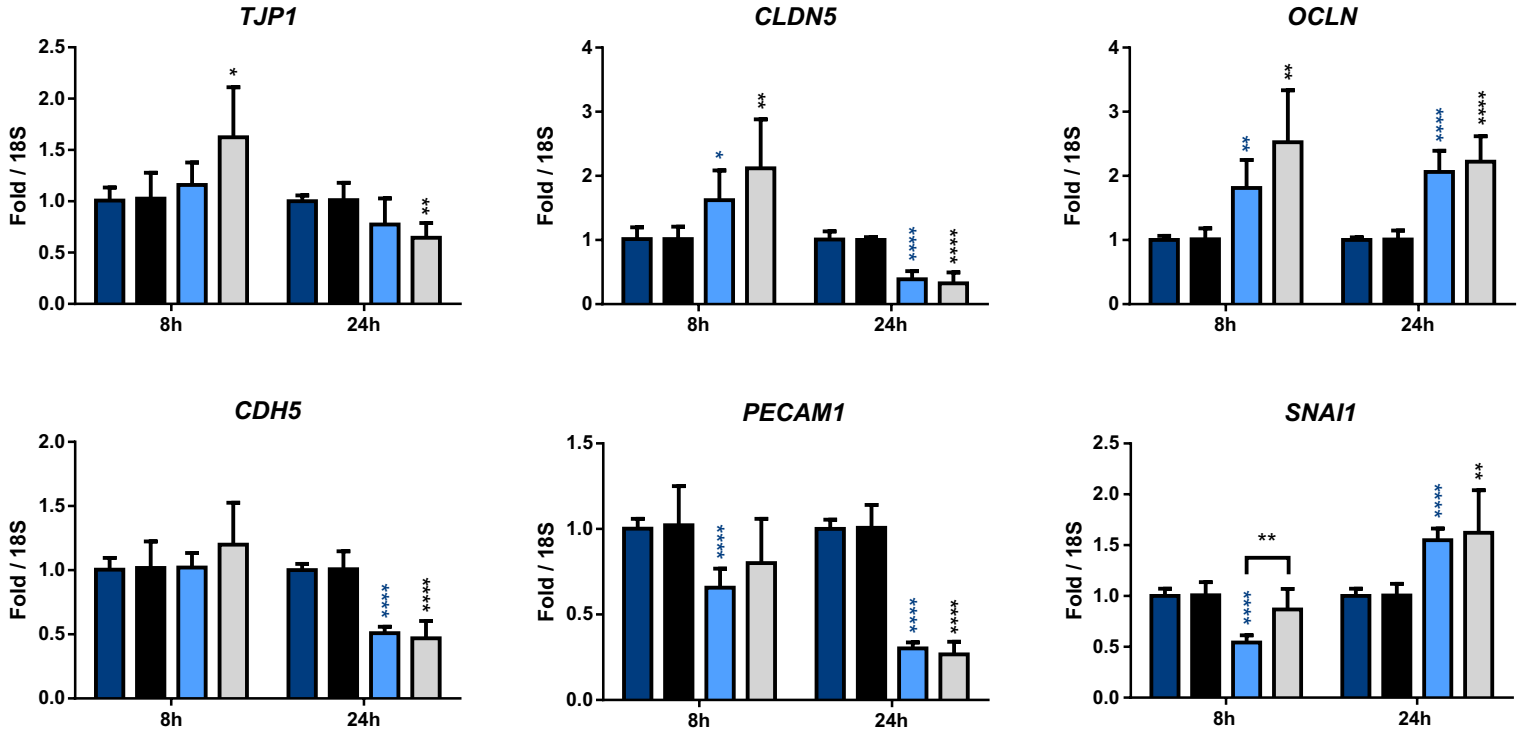 TJP1
CLDN5
OCLN
Fold / 18S
2.5
2.0
1.5
1.0
0.5
0.0
*
**
8h
24h
Fold / 18S
4
3
2
1
0
*
**
****
****
8h
24h
Fold / 18S
4
3
2
1
0
**
**
****
****
8h
24h
CDH5
PECAM1
SNAI1
Fold / 18S
2.0
1.5
1.0
0.5
0.0
****
****
8h
24h
Fold / 18S
1.5
1.0
0.5
0.0
****
****
****
8h
24h
Fold / 18S
2.5
2.0
1.5
1.0
0.5
0.0
****
**
****
**
8h
24h